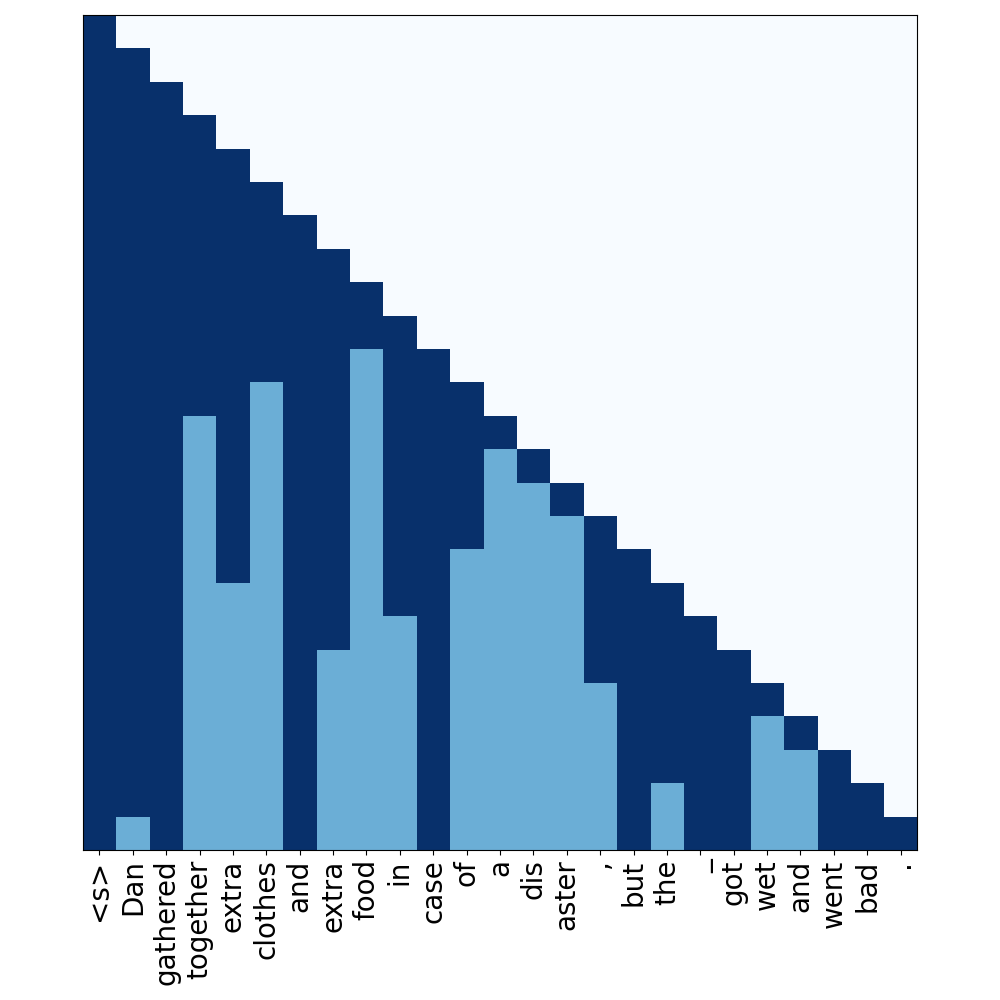 <s> Dan gathered together extra clothes and extra food in case of a dis aster , but the _ got wet and went bad .